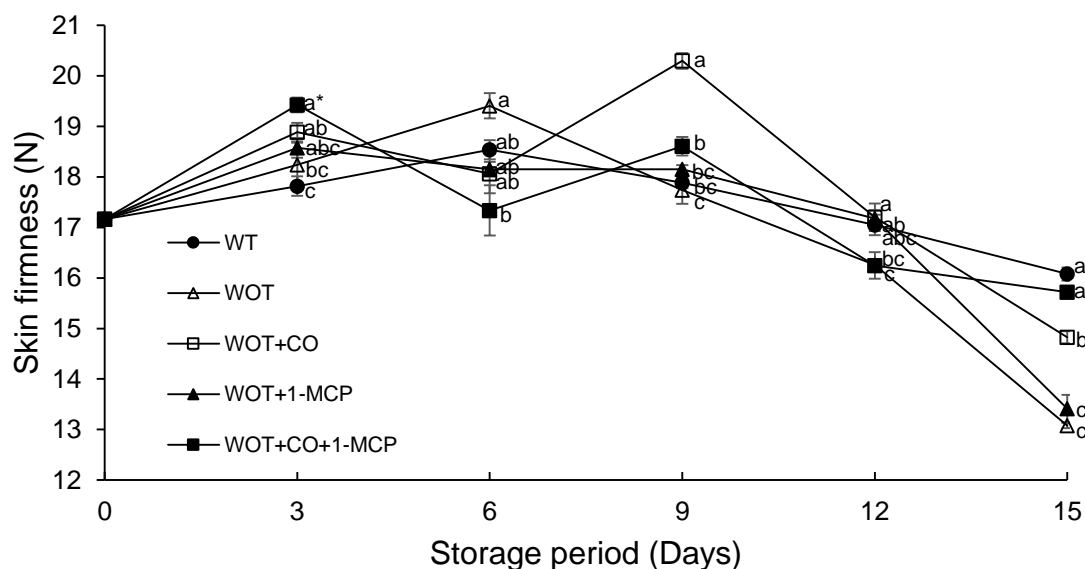 21
20
19
18
17
16
15
14
13
12
Skin firmness (N)
0
3
6
9
12
15
Storage period (Days)
WT
WOT
WOT+CO
WOT+1-MCP
WOT+CO+1-MCP
a*
ab
abc
bc
c
a
ab
ab
ab
b
a
b
bc
bc
c
a
ab
abc
bc
c
a
a
b
c
c